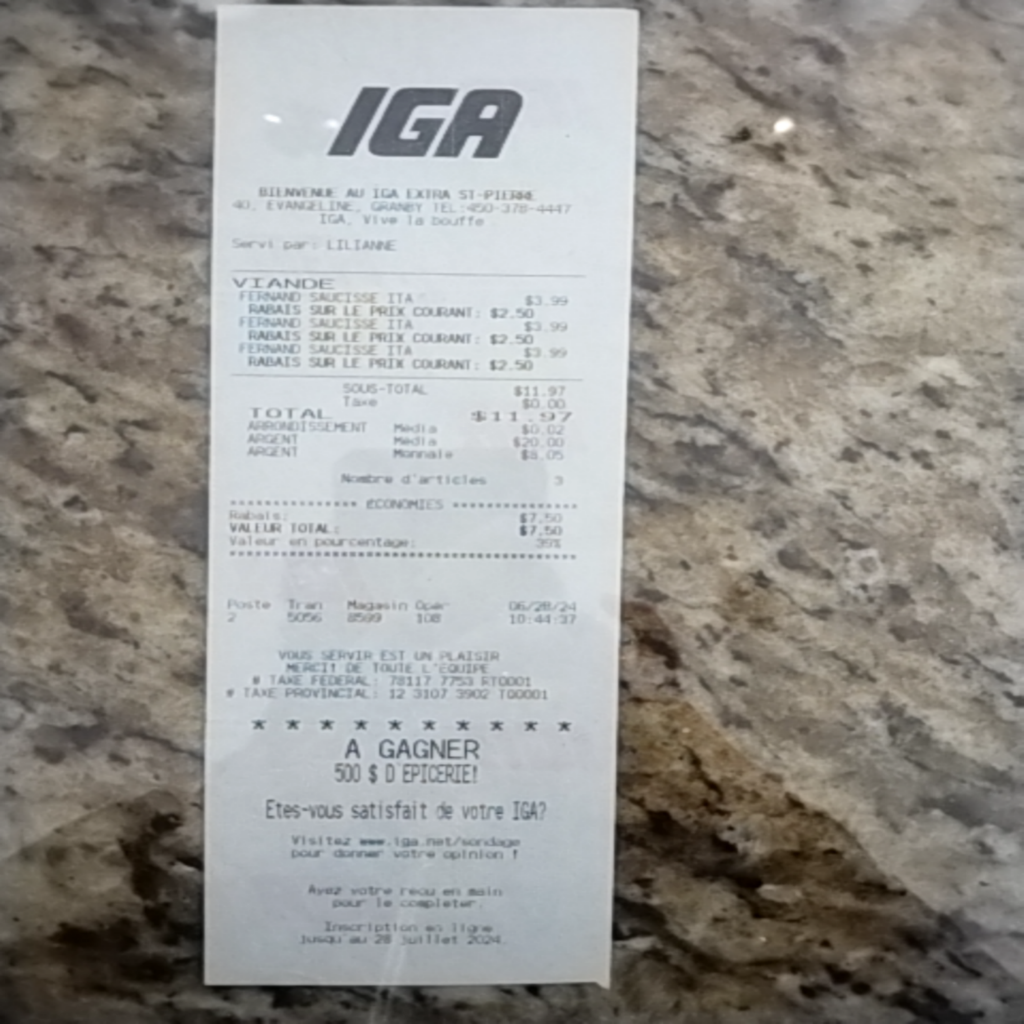 IGA
BIENVENUE AU IGA EXTRA ST-PIERRE
40, EVANGELINE, GRANBY TEL:450-378-4447
IGA, Vive la bouffe
Servi par: LILIANNE
VIANDE
FERNAND SAUCISSE ITA $3.99
RABAIS SUR LE PRIX COURANT: $2.50
FERNAND SAUCISSE ITA $3.99
RABAIS SUR LE PRIX COURANT: $2.50
FERNAND SAUCISSE ITA $3.99
RABAIS SUR LE PRIX COURANT: $2.50
SOUS-TOTAL $11.97
Taxe $0.00
TOTAL $11.97
ARRONDISSEMENT Média $0.02
ARGENT Média $20.00
ARGENT Monnaie $8.05
Nombre d'articles 3
****************** ÉCONOMIES ******************
Rabais: $7.50
VALEUR TOTAL: $7.50
Valeur en pourcentage: 39%
Poste Tran Magasin Oper 06/28/24
2 5056 8599 108 10:44:37
VOUS SERVIR EST UN PLAISIR
MERCI! DE TOUTE L'ÉQUIPE
# TAXE FEDERAL: 78117 7753 RT0001
# TAXE PROVINCIAL: 12 3107 3902 TQ0001
* * * * * * * * * *
A GAGNER
500 $ D'EPICERIE!
Etes-vous satisfait de votre IGA?
Visitez www.iga.net/sondage
pour donner votre opinion !
Ayez votre recu en main
pour le completer.
Inscription en ligne
jusqu'au 28 juillet 2024.